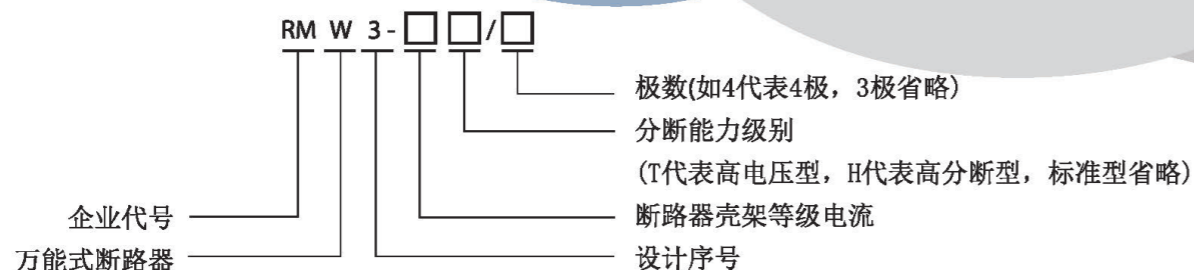 RM W 3-□ □/□
极数(如4代表4极，3极省略)
分断能力级别
(T代表高电压型，H代表高分断型，标准型省略)
企业代号
断路器壳架等级电流
万能式断路器
设计序号